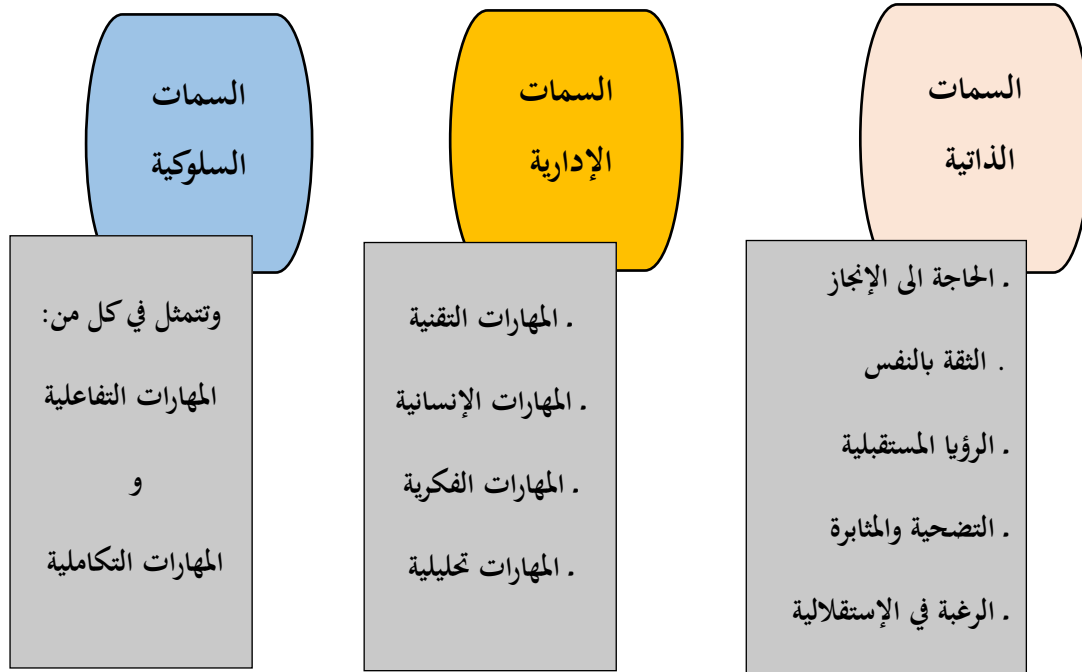 السمات
الذاتية
. الحاجة الى الإنجاز
. الثقة بالنفس
. الرؤيا المستقبلية
. التضحية والمثابرة
. الرغبة في الإستقلالية
السمات
الإدارية
. المهارات التقنية
. المهارات الإنسانية
. المهارات الفكرية
. المهارات تحليلية
السمات
السلوكية
وتتمثل في كل من:
المهارات التفاعلية
و
المهارات التكاملية